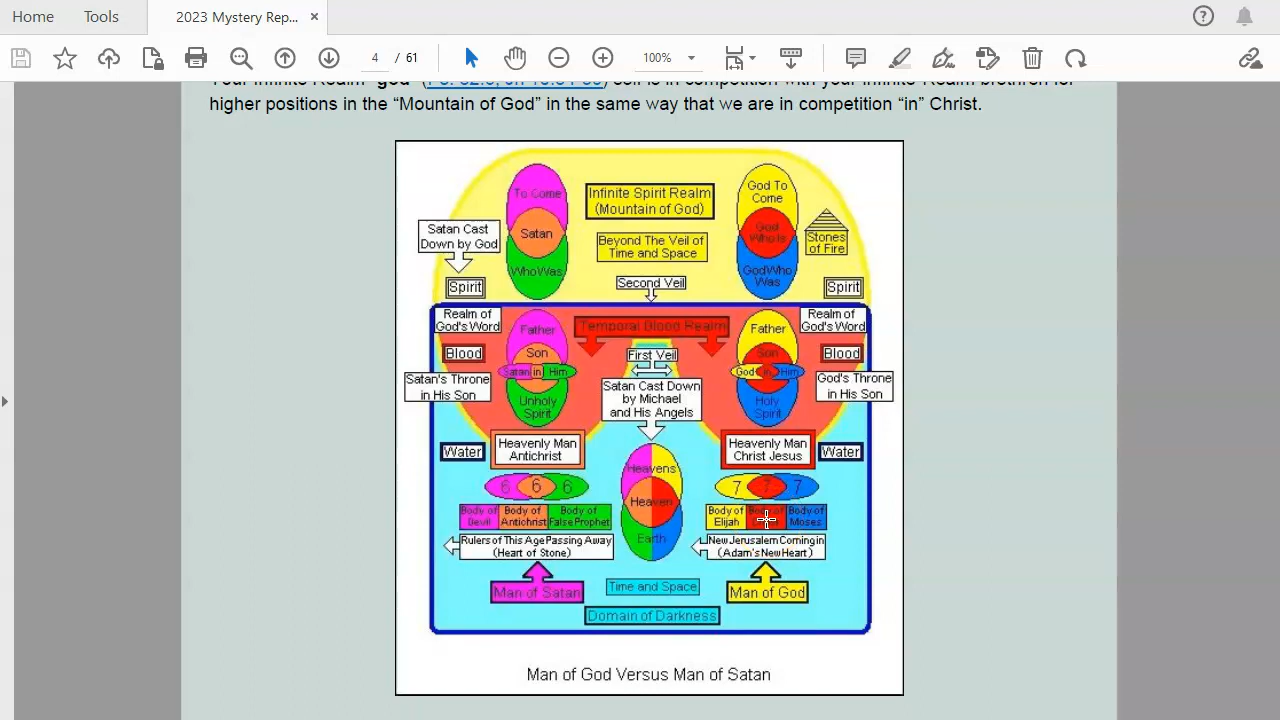 Home
Tools
2023 Mystery Rep...
4 / 61
100%
higher positions in the “Mountain of God” in the same way that we are in competition “in” Christ.
To Come
Satan
Who Was
Infinite Spirit Realm
(Mountain of God)
Beyond The Veil of
Time and Space
Second Veil
God To
Come
God
Who Is
God Who
Was
Stones
of Fire
Satan Cast
Down by God
Spirit
Spirit
Realm of
God's Word
Father
Son
Satan in Him
Unholy
Spirit
Temporal Blood Realm
Father
Son
God in Him
Holy
Spirit
Realm of
God's Word
Blood
First Veil
Blood
Satan's Throne
in His Son
Satan Cast Down
by Michael
and His Angels
God's Throne
in His Son
Water
Heavenly Man
Antichrist
Heavenly Man
Christ Jesus
Water
6 6 6
Heavens
Heaven
Earth
7 7 7
Body of
Devil
Body of
Antichrist
Body of
False Prophet
Body of
Elijah
Body of
Body of
Moses
Rulers of This Age Passing Away
(Heart of Stone)
New Jerusalem Coming in
(Adam's New Heart)
Man of Satan
Time and Space
Man of God
Domain of Darkness
Man of God Versus Man of Satan